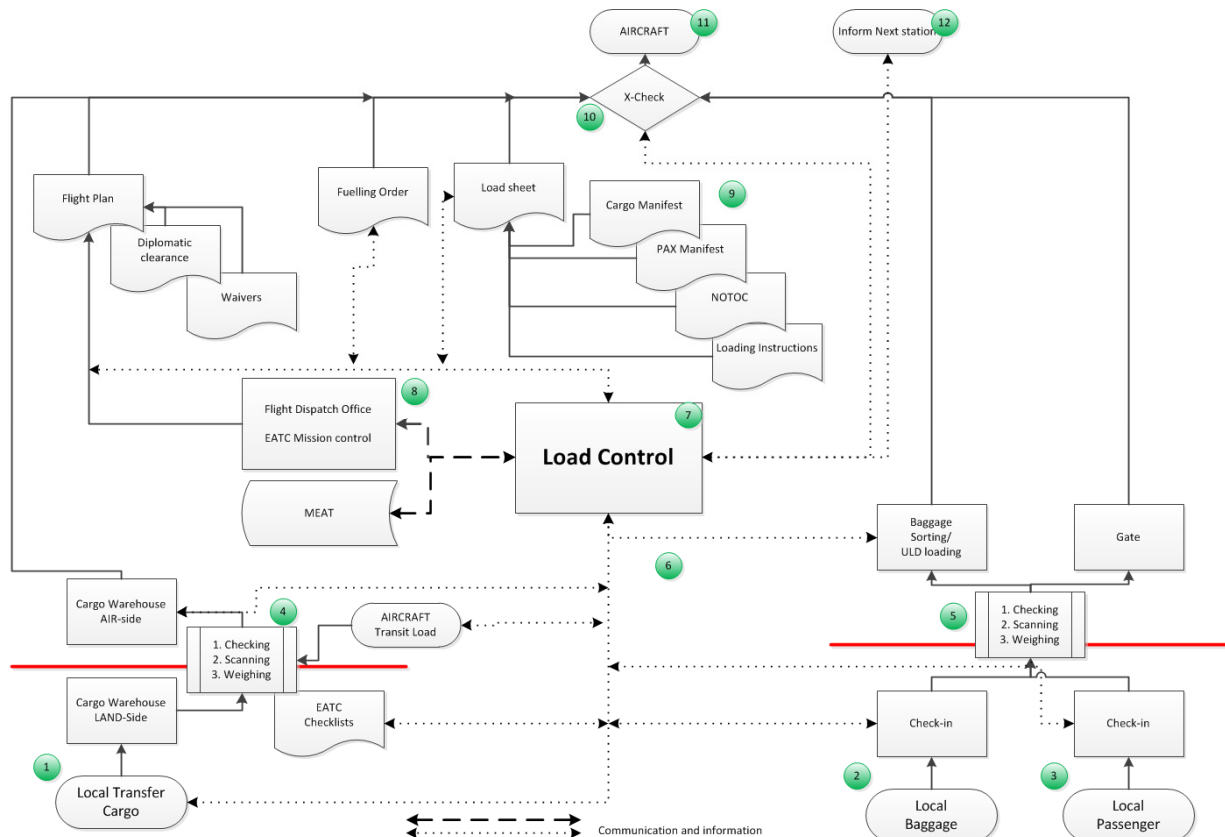 AIRCRAFT
11
Inform Next station
12
X-Check
10
Flight Plan
Diplomatic
clearance
Waivers
Fuelling Order
Load sheet
Cargo Manifest
9
PAX Manifest
NOTOC
Loading Instructions
8
Flight Dispatch Office
EATC Mission control
7
Load Control
MEAT
Baggage
Sorting/
ULD loading
Gate
6
Cargo Warehouse
AIR-side
4
1. Checking
2. Scanning
3. Weighing
AIRCRAFT
Transit Load
5
1. Checking
2. Scanning
3. Weighing
Cargo Warehouse
LAND-Side
EATC
Checklists
Check-in
Check-in
1
Local Transfer
Cargo
2
Local
Baggage
3
Local
Passenger
Communication and information